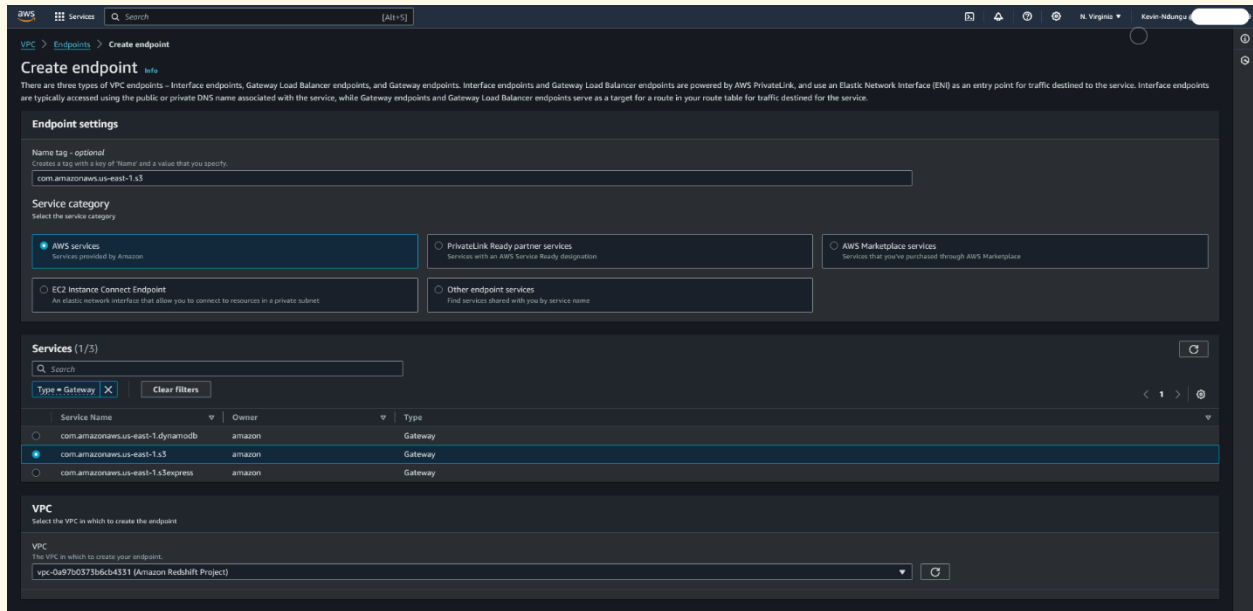 aws Services Search [Alt+S] N. Virginia Kevin-Ndungu
VPC > Endpoints > Create endpoint
Create endpoint Info
There are three types of VPC endpoints – Interface endpoints, Gateway Load Balancer endpoints, and Gateway endpoints. Interface endpoints and Gateway Load Balancer endpoints are powered by AWS PrivateLink, and use an Elastic Network Interface (ENI) as an entry point for traffic destined to the service. Interface endpoints
are typically accessed using the public or private DNS name associated with the service, while Gateway endpoints and Gateway Load Balancer endpoints serve as a target for a route in your route table for traffic destined for the service.
Endpoint settings
Name tag - optional
Creates a tag with a key of 'Name' and a value that you specify.
com.amazonaws.us-east-1.s3
Service category
Select the service category
AWS services
Services provided by Amazon
PrivateLink Ready partner services
Services with an AWS Service Ready designation
AWS Marketplace services
Services that you've purchased through AWS Marketplace
EC2 Instance Connect Endpoint
An elastic network interface that allow you to connect to resources in a private subnet
Other endpoint services
Find services shared with you by service name
Services (1/3)
Search
Type = Gateway Clear filters
< 1 >
Service Name Owner Type
com.amazonaws.us-east-1.dynamodb amazon Gateway
com.amazonaws.us-east-1.s3 amazon Gateway
com.amazonaws.us-east-1.s3express amazon Gateway
VPC
Select the VPC in which to create the endpoint
VPC
The VPC in which to create your endpoint.
vpc-0a97b0373b6cb4331 (Amazon Redshift Project)